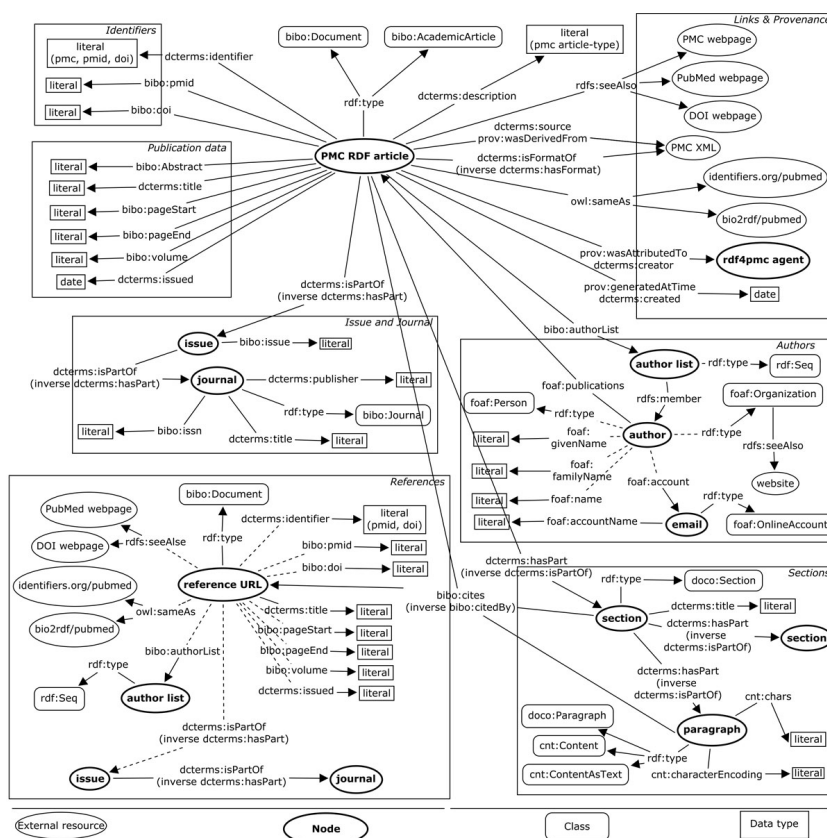 Identifiers
literal
(pmc, pmid, doi)
dcterms:identifier
literal
bibo:pmid
literal
bibo:doi
bibo:Document
bibo:AcademicArticle
rdf:type
literal
(pmc article-type)
dcterms:description
Links & Provenance
PMC webpage
rdfs:seeAlso
PubMed webpage
DOI webpage
dcterms:source
prov:wasDerivedFrom
PMC XML
dcterms:isFormatOf
(inverse dcterms:hasFormat)
identifiers.org/pubmed
owl:sameAs
bio2rdf/pubmed
prov:wasAttributedTo
dcterms:creator
rdf4pmc agent
prov:generatedAtTime
dcterms:created
date
PMC RDF article
Publication data
literal
bibo:Abstract
literal
dcterms:title
literal
bibo:pageStart
literal
bibo:pageEnd
literal
bibo:volume
date
dcterms:issued
dcterms:isPartOf
(inverse dcterms:hasPart)
Issue and Journal
issue
bibo:issue
literal
dcterms:isPartOf
(inverse dcterms:hasPart)
journal
dcterms:publisher
literal
rdf:type
bibo:Journal
literal
bibo:issn
dcterms:title
literal
bibo:authorList
Authors
author list
rdf:type
rdf:Seq
foaf:publications
rdfs:member
foaf:Person
rdf:type
foaf:Organization
literal
foaf:
givenName
author
rdf:type
rdfs:seeAlso
literal
foaf:
familyName
foaf:account
website
literal
foaf:name
rdf:type
literal
foaf:accountName
email
foaf:OnlineAccount
References
PubMed webpage
bibo:Document
dcterms:identifier
literal
(pmid, doi)
DOI webpage
rdfs:seeAlse
rdf:type
bibo:pmid
literal
identifiers.org/pubmed
reference URL
bibo:doi
literal
owl:sameAs
bio2rdf/pubmed
dcterms:title
literal
bibo:pageStart
literal
bibo:pageEnd
literal
bibo:authorList
bibo:volume
literal
rdf:type
dcterms:issued
literal
rdf:Seq
author list
dcterms:isPartOf
(inverse dcterms:hasPart)
issue
dcterms:isPartOf
(inverse dcterms:hasPart)
journal
bibo:cites
(inverse bibo:citedBy)
dcterms:hasPart
(inverse dcterms:isPartOf)
Sections
rdf:type
doco:Section
section
dcterms:title
literal
dcterms:hasPart
(inverse
dcterms:isPartOf)
section
dcterms:hasPart
(inverse
dcterms:isPartOf)
cnt:chars
doco:Paragraph
paragraph
literal
cnt:Content
rdf:type
cnt:ContentAsText
cnt:characterEncoding
literal
External resource
Node
Class
Data type